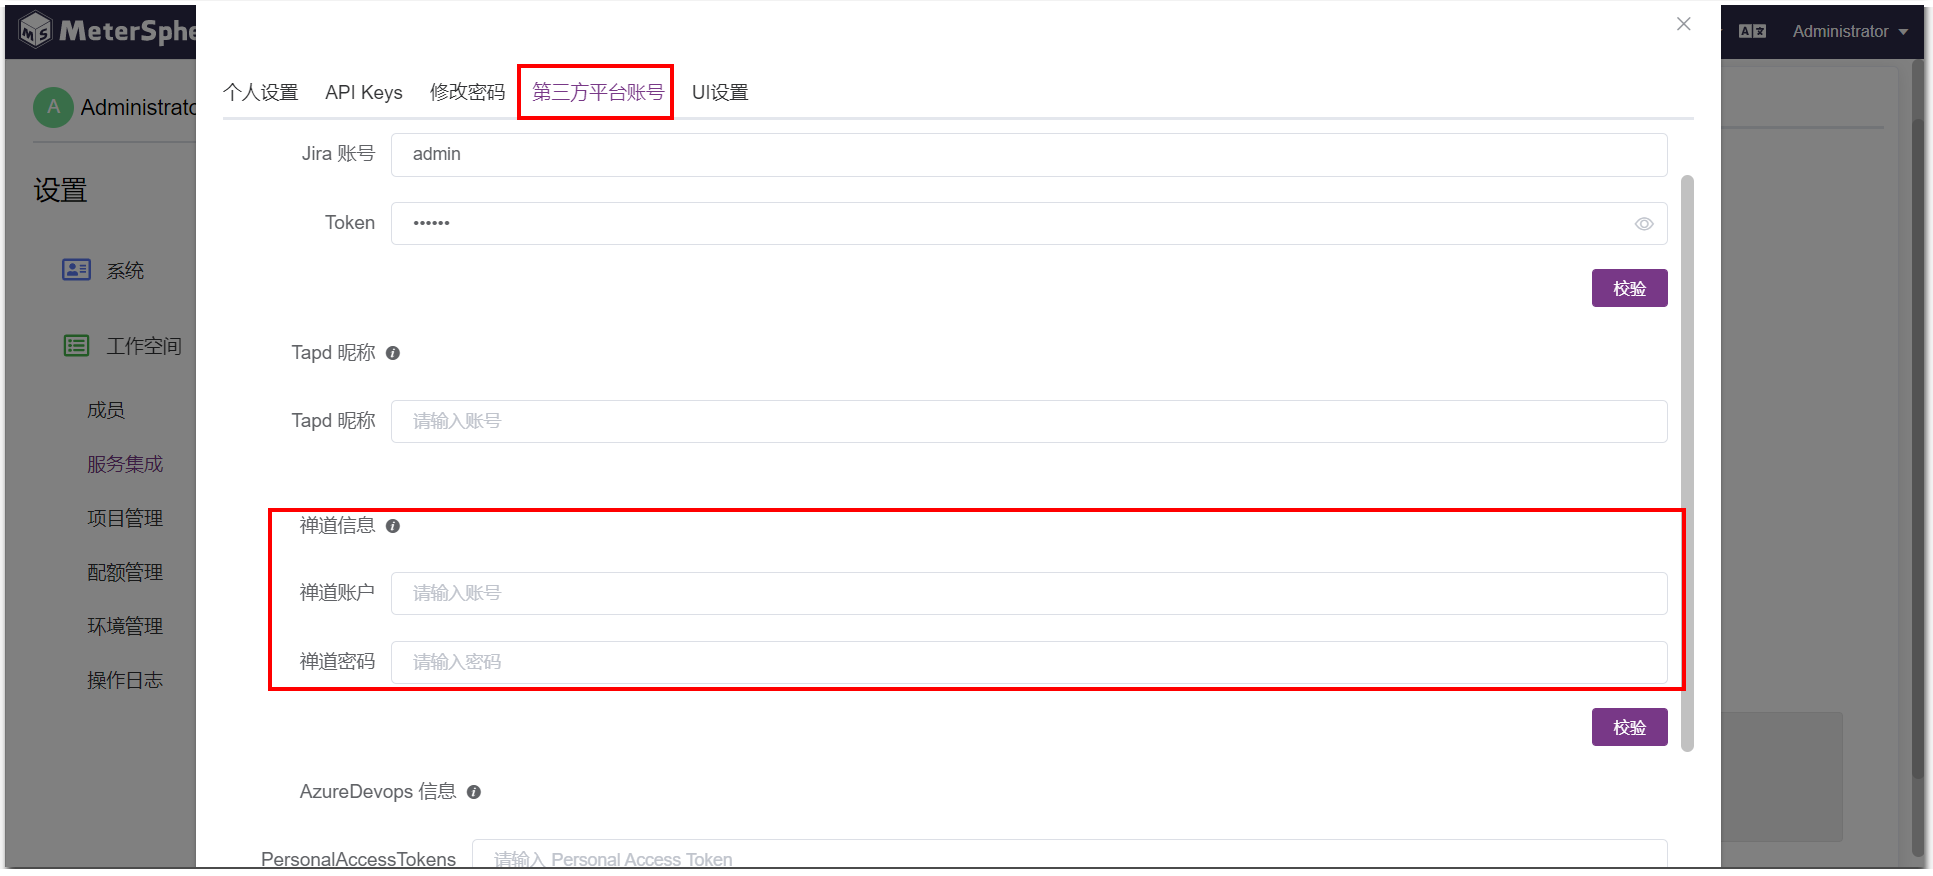 MeterSphe
Administrator
A
Administrato
设置
系统
工作空间
成员
服务集成
项目管理
配额管理
环境管理
操作日志
个人设置 API Keys 修改密码 第三方平台账号 UI设置
Jira 账号 admin
Token ••••••
校验
Tapd 昵称
Tapd 昵称 请输入账号
禅道信息
禅道账户 请输入账号
禅道密码 请输入密码
校验
AzureDevops 信息
PersonalAccessTokens 请输入 Personal Access Token